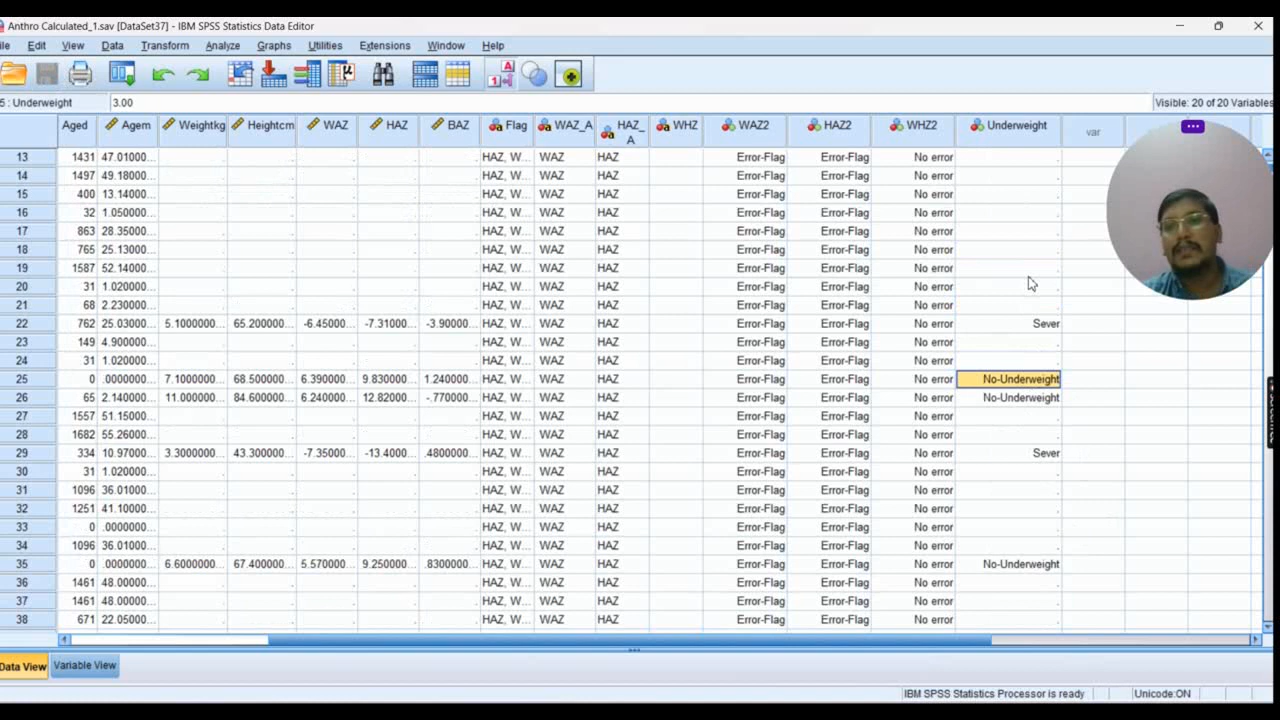 Anthro Calculated_1.sav [DataSet37] - IBM SPSS Statistics Data Editor
ile Edit View Data Transform Analyze Graphs Utilities Extensions Window Help
5 : Underweight 3.00 Visible: 20 of 20 Variables
Aged Agem Weightkg Heightcm WAZ HAZ BAZ Flag WAZ_A HAZ_A WHZ WAZ2 HAZ2 WHZ2 Underweight var
13 1431 47.010... . . . . . HAZ, W... WAZ HAZ Error-Flag Error-Flag No error .
14 1497 49.18000... . . . . . HAZ, W... WAZ HAZ Error-Flag Error-Flag No error .
15 400 13.14000... . . . . . HAZ, W... WAZ HAZ Error-Flag Error-Flag No error .
16 32 1.050000... . . . . . HAZ, W... WAZ HAZ Error-Flag Error-Flag No error .
17 863 28.35000... . . . . . HAZ, W... WAZ HAZ Error-Flag Error-Flag No error .
18 765 25.13000... . . . . . HAZ, W... WAZ HAZ Error-Flag Error-Flag No error .
19 1587 52.14000... . . . . . HAZ, W... WAZ HAZ Error-Flag Error-Flag No error .
20 31 1.020000... . . . . . HAZ, W... WAZ HAZ Error-Flag Error-Flag No error .
21 68 2.230000... . . . . . HAZ, W... WAZ HAZ Error-Flag Error-Flag No error .
22 762 25.03000... 5.1000000... 65.200000... -6.45000... -7.31000... -3.90000... HAZ, W... WAZ HAZ Error-Flag Error-Flag No error Sever
23 149 4.900000... . . . . . HAZ, W... WAZ HAZ Error-Flag Error-Flag No error .
24 31 1.020000... . . . . . HAZ, W... WAZ HAZ Error-Flag Error-Flag No error .
25 0 .0000000... 7.1000000... 68.500000... 6.390000... 9.830000... 1.240000... HAZ, W... WAZ HAZ Error-Flag Error-Flag No error No-Underweight
26 65 2.140000... 11.000000... 84.600000... 6.240000... 12.82000... -.770000... HAZ, W... WAZ HAZ Error-Flag Error-Flag No error No-Underweight
27 1557 51.15000... . . . . . HAZ, W... WAZ HAZ Error-Flag Error-Flag No error .
28 1682 55.26000... . . . . . HAZ, W... WAZ HAZ Error-Flag Error-Flag No error .
29 334 10.97000... 3.3000000... 43.300000... -7.35000... -13.4000... .4800000... HAZ, W... WAZ HAZ Error-Flag Error-Flag No error Sever
30 31 1.020000... . . . . . HAZ, W... WAZ HAZ Error-Flag Error-Flag No error .
31 1096 36.01000... . . . . . HAZ, W... WAZ HAZ Error-Flag Error-Flag No error .
32 1251 41.10000... . . . . . HAZ, W... WAZ HAZ Error-Flag Error-Flag No error .
33 0 .0000000... . . . . . HAZ, W... WAZ HAZ Error-Flag Error-Flag No error .
34 1096 36.01000... . . . . . HAZ, W... WAZ HAZ Error-Flag Error-Flag No error .
35 0 .0000000... 6.6000000... 67.400000... 5.570000... 9.250000... .8300000... HAZ, W... WAZ HAZ Error-Flag Error-Flag No error No-Underweight
36 1461 48.00000... . . . . . HAZ, W... WAZ HAZ Error-Flag Error-Flag No error .
37 1461 48.00000... . . . . . HAZ, W... WAZ HAZ Error-Flag Error-Flag No error .
38 671 22.05000... . . . . . HAZ, W... WAZ HAZ Error-Flag Error-Flag No error .
Data View Variable View
IBM SPSS Statistics Processor is ready Unicode:ON